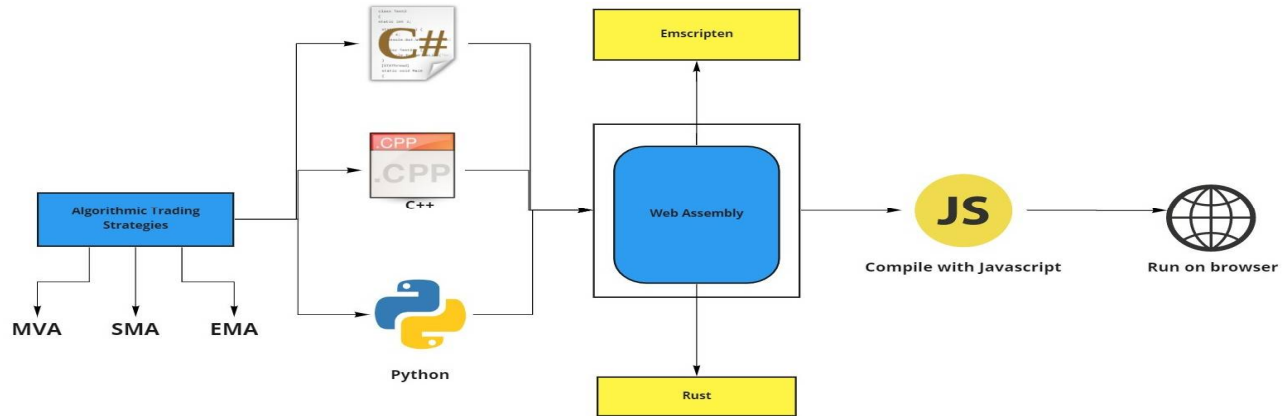 C#
Emscripten
.CPP
.CPP
C++
Algorithmic Trading
Strategies
Web Assembly
JS
Compile with Javascript
Run on browser
MVA
SMA
EMA
Python
Rust